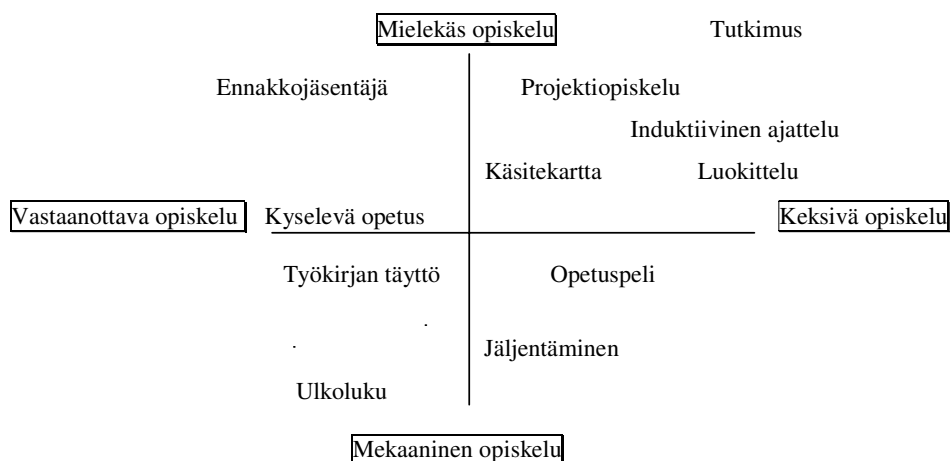 Mielekäs opiskelu Tutkimus
Ennakkojäsentäjä Projektiopiskelu
Induktiivinen ajattelu
Käsitekartta Luokittelu
Vastaanottava opiskelu Kyselevä opetus Keksivä opiskelu
Työkirjan täyttö Opetuspeli
Jäljentäminen
Ulkoluku
Mekaaninen opiskelu